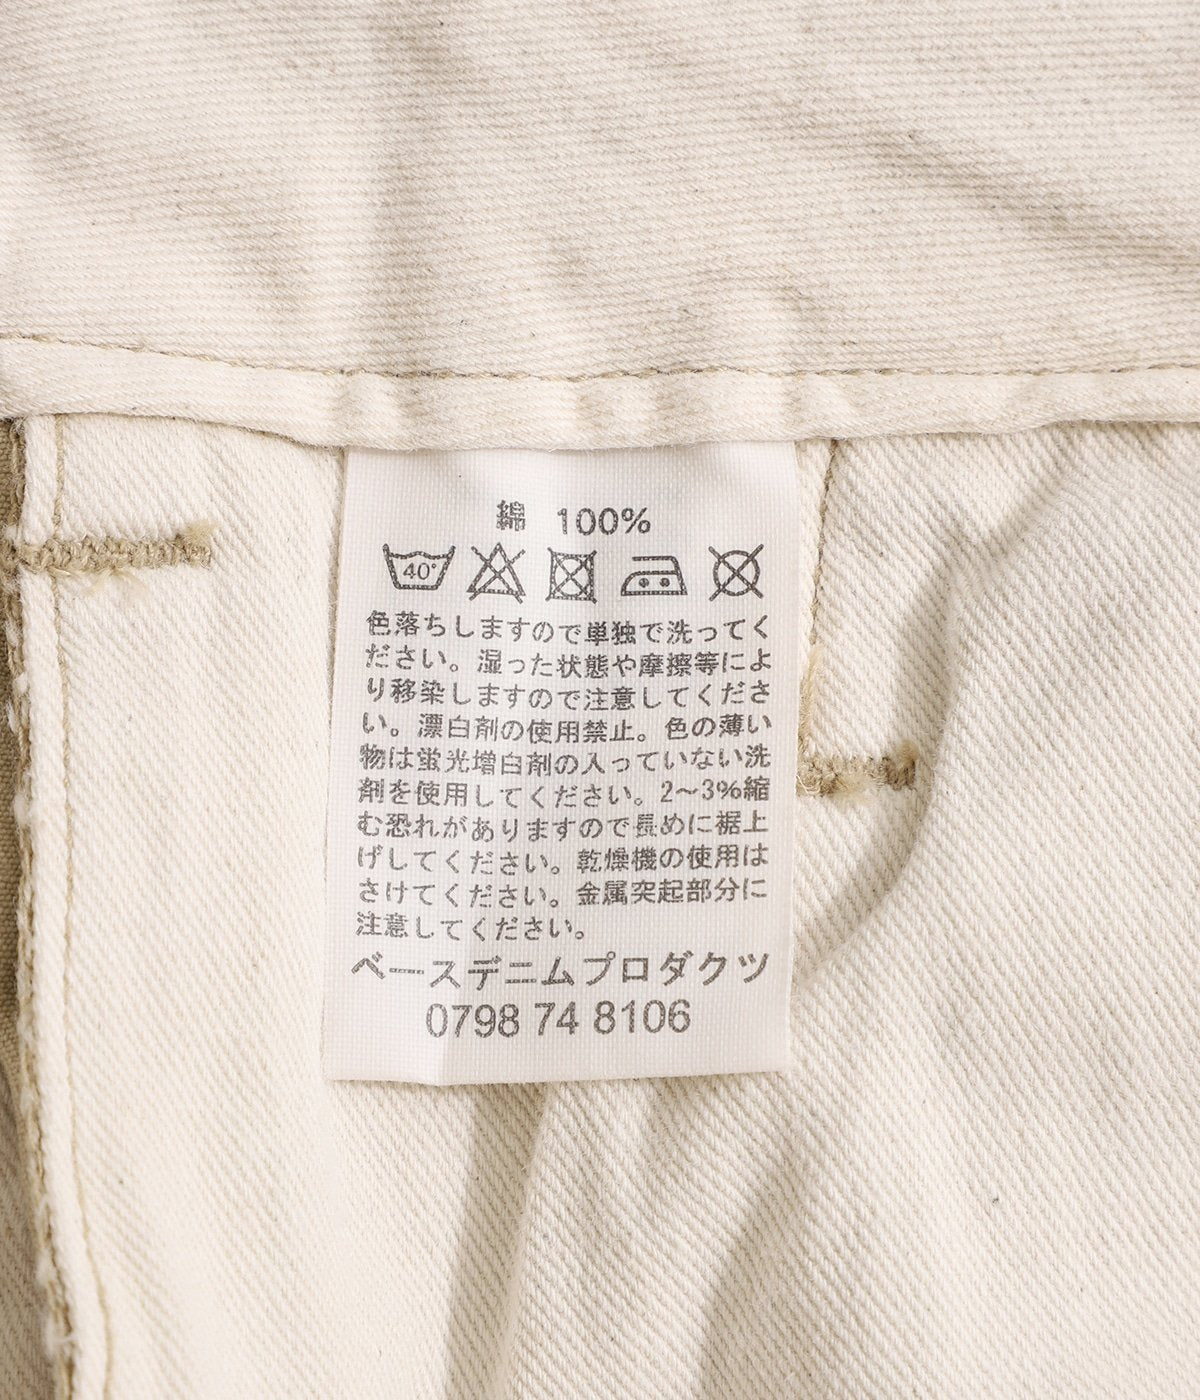 綿 100%
40°
色落ちしますので単独で洗ってく
ださい。湿った状態や摩擦等によ
り移染しますので注意してくださ
い。漂白剤の使用禁止。色の薄い
物は蛍光増白剤の入っていない洗
剤を使用してください。2〜3%縮
む恐れがありますので長めに裾上
げしてください。乾燥機の使用は
さけてください。金属突起部分に
注意してください。
ベースデニムプロダクツ
0798 74 8106